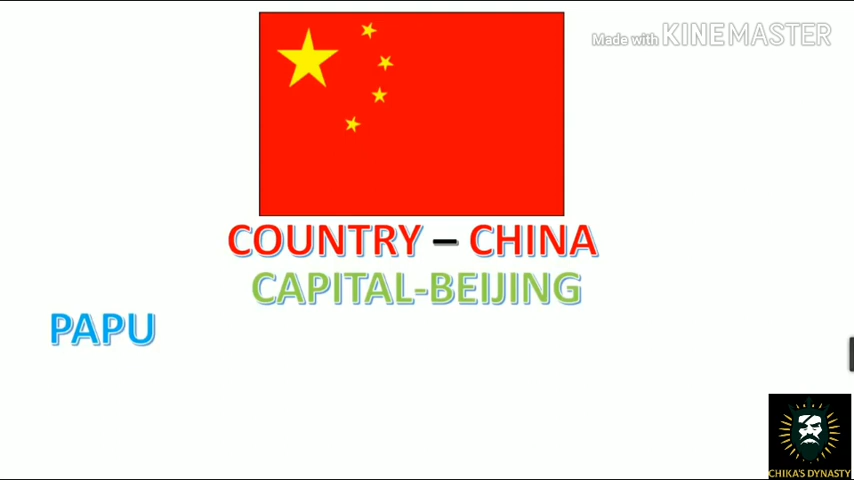 Made with KINEMASTER
COUNTRY – CHINA
CAPITAL-BEIJING
PAPU
CHIKA'S DYNASTY